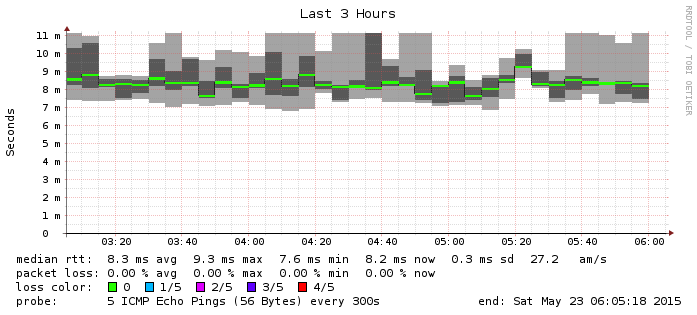 Last 3 Hours
RRDTOOL / TOBI OETIKER
Seconds
11 m
10 m
9 m
8 m
7 m
6 m
5 m
4 m
3 m
2 m
1 m
0
03:20 03:40 04:00 04:20 04:40 05:00 05:20 05:40 06:00
median rtt: 8.3 ms avg 9.3 ms max 7.6 ms min 8.2 ms now 0.3 ms sd 27.2 am/s
packet loss: 0.00 % avg 0.00 % max 0.00 % min 0.00 % now
loss color: 0 1/5 2/5 3/5 4/5
probe: 5 ICMP Echo Pings (56 Bytes) every 300s end: Sat May 23 06:05:18 2015